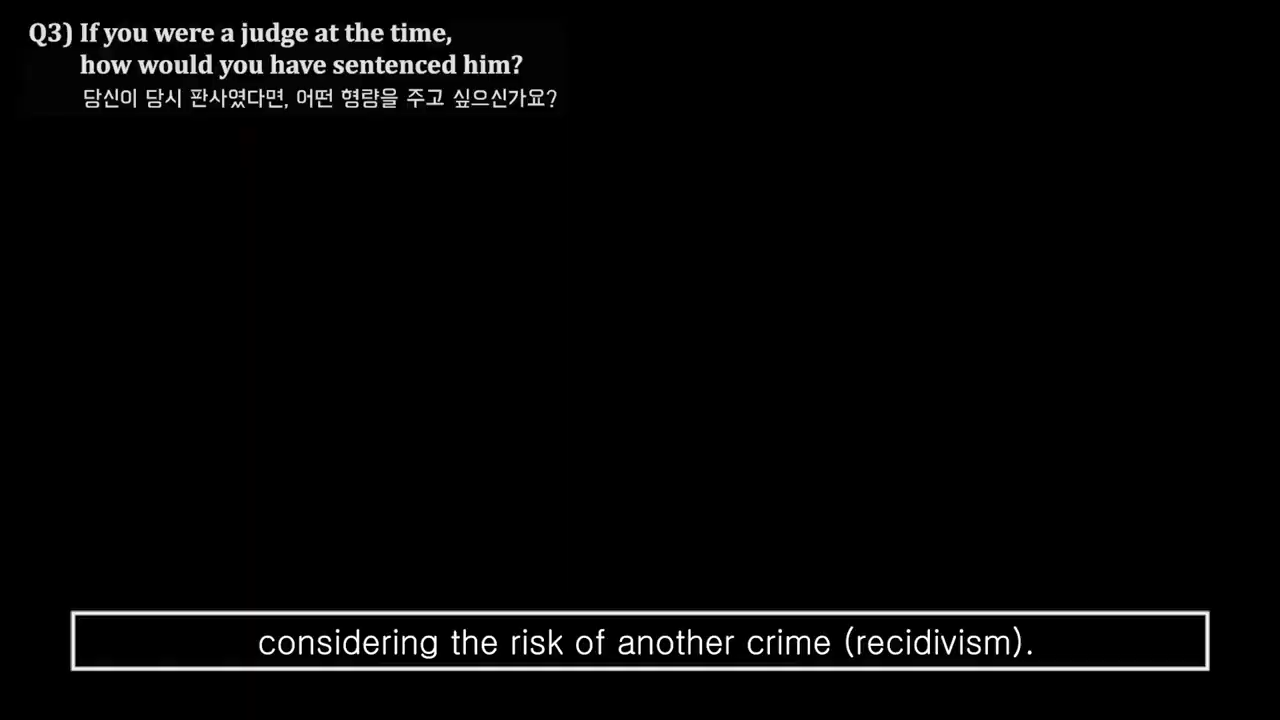 Q3) If you were a judge at the time,
how would you have sentenced him?
당신이 당시 판사였다면, 어떤 형량을 주고 싶으신가요?
considering the risk of another crime (recidivism).